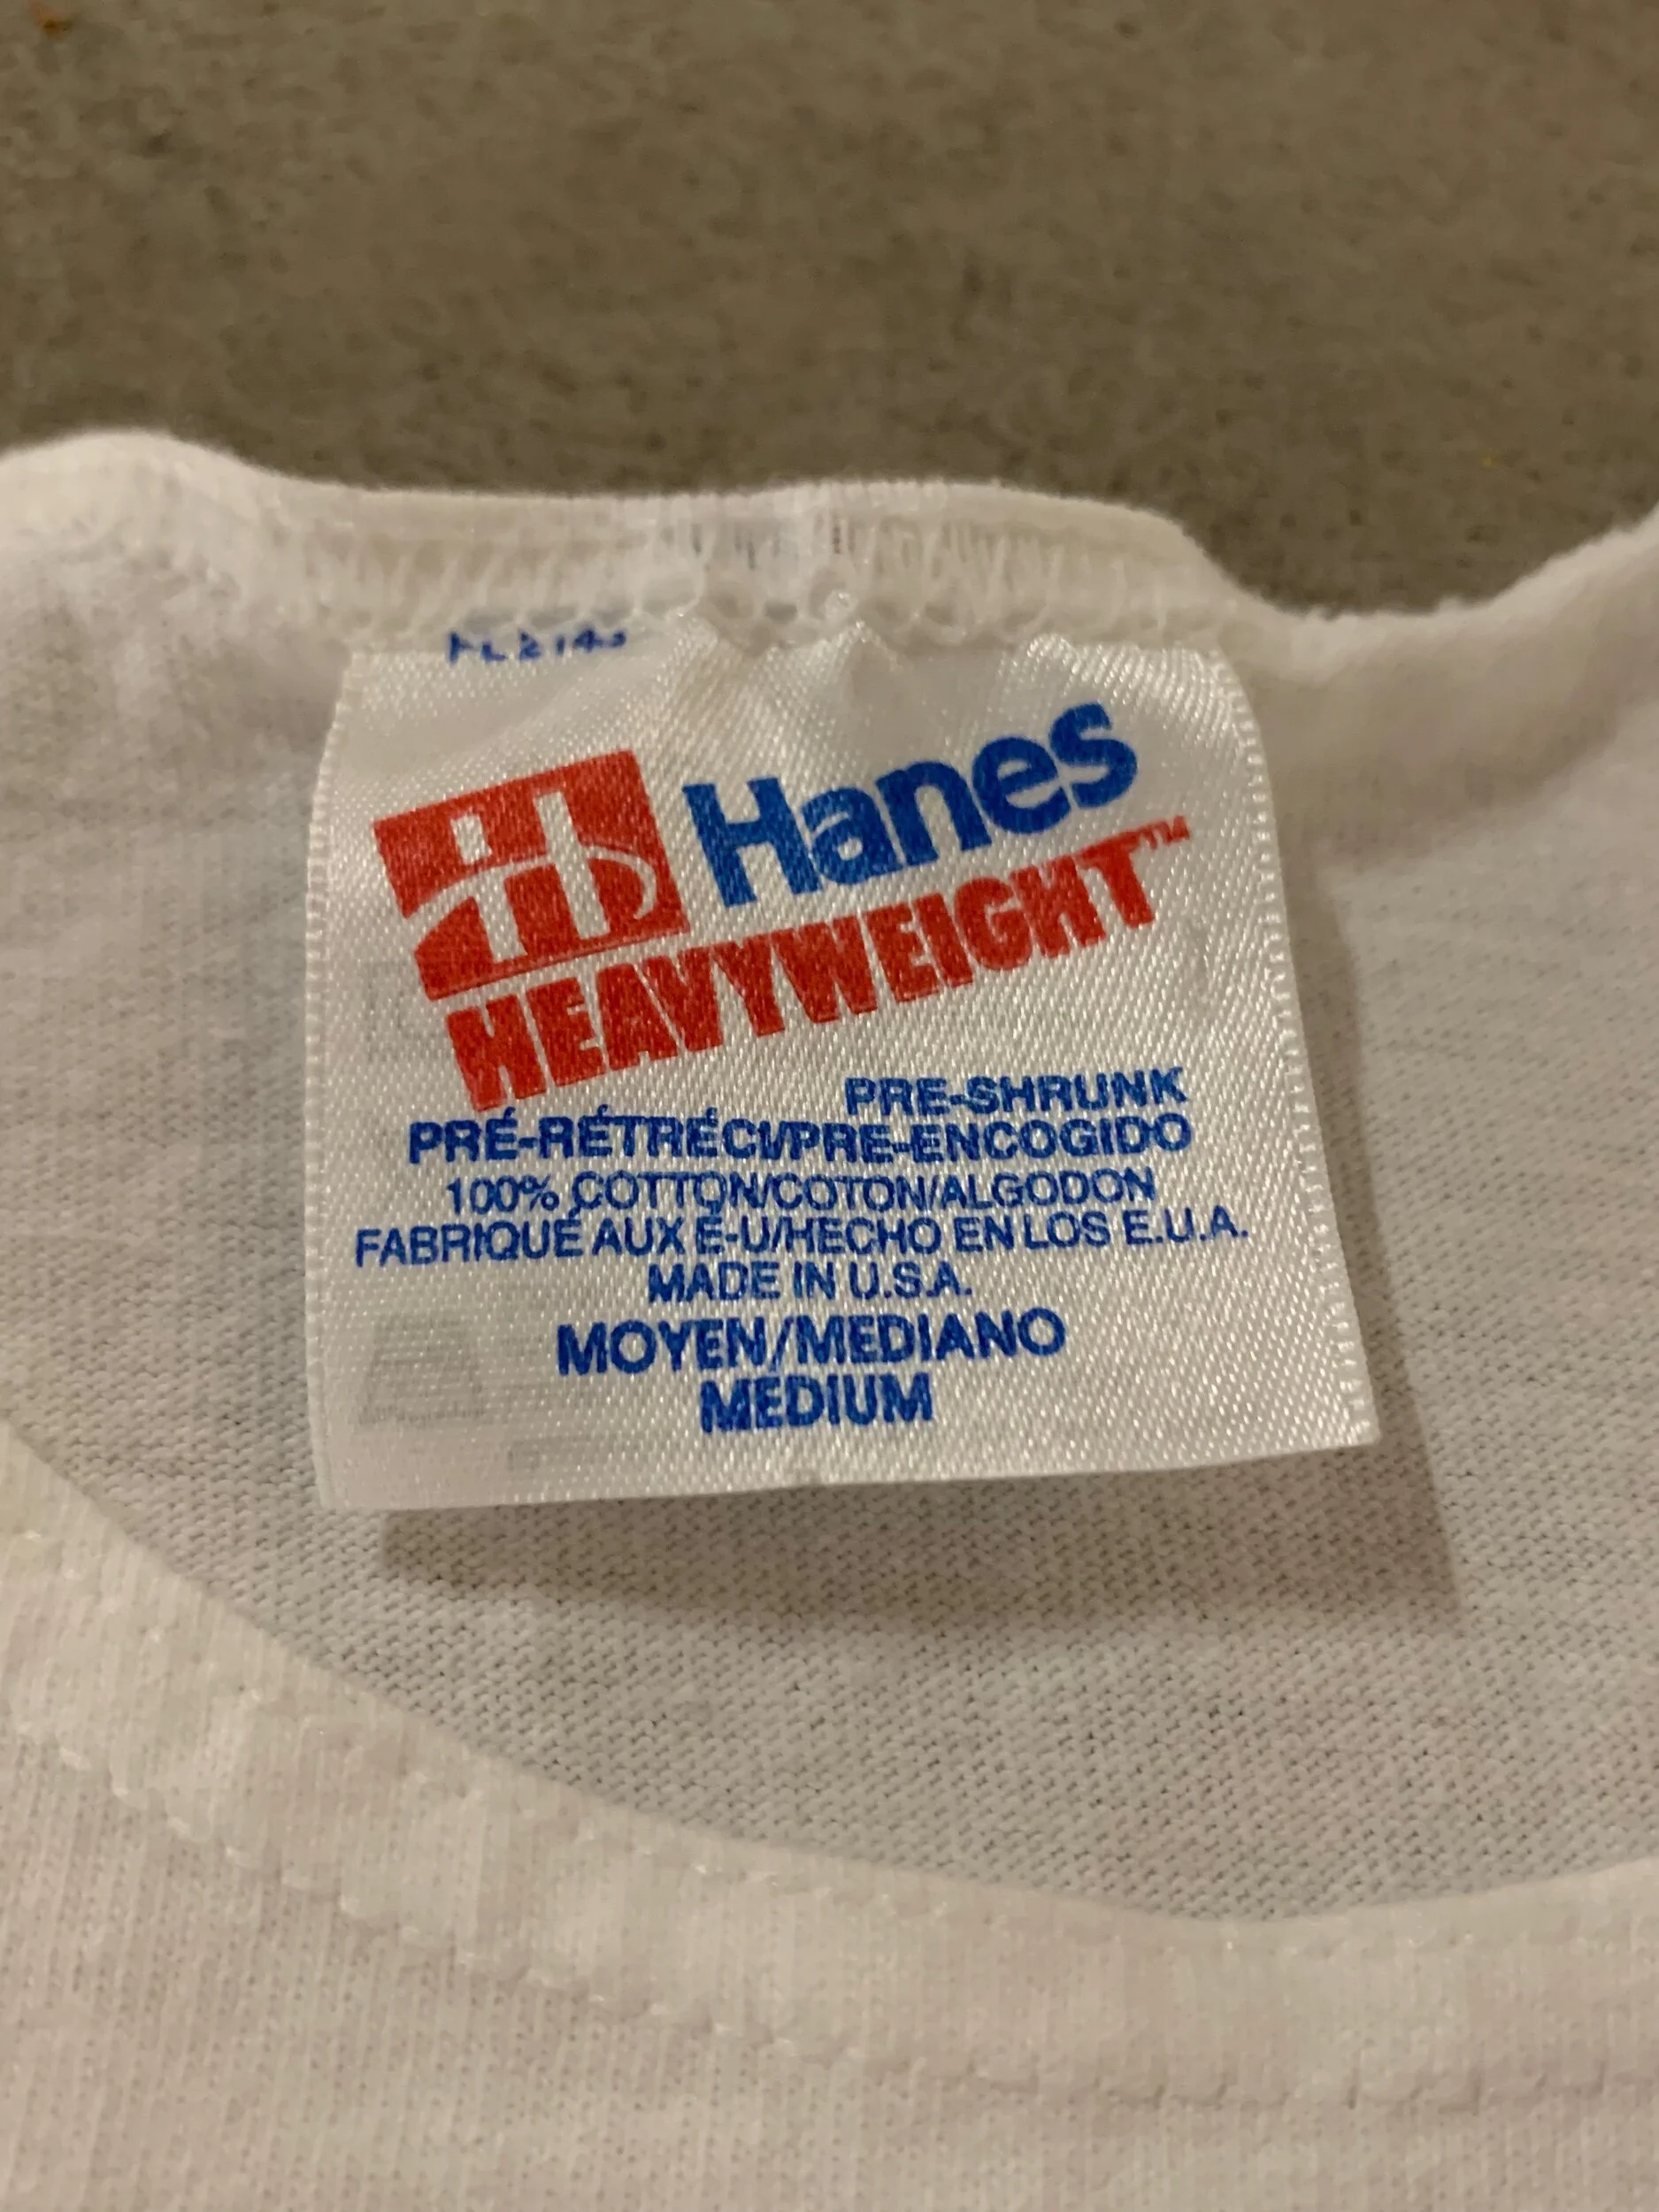 Hanes
HEAVYWEIGHT™
PRE-SHRUNK
PRÉ-RÉTRÉCI/PRE-ENCOGIDO
100% COTTON/COTON/ALGODON
FABRIQUÉ AUX É-U/HECHO EN LOS E.U.A.
MADE IN U.S.A.
MOYEN/MEDIANO
MEDIUM